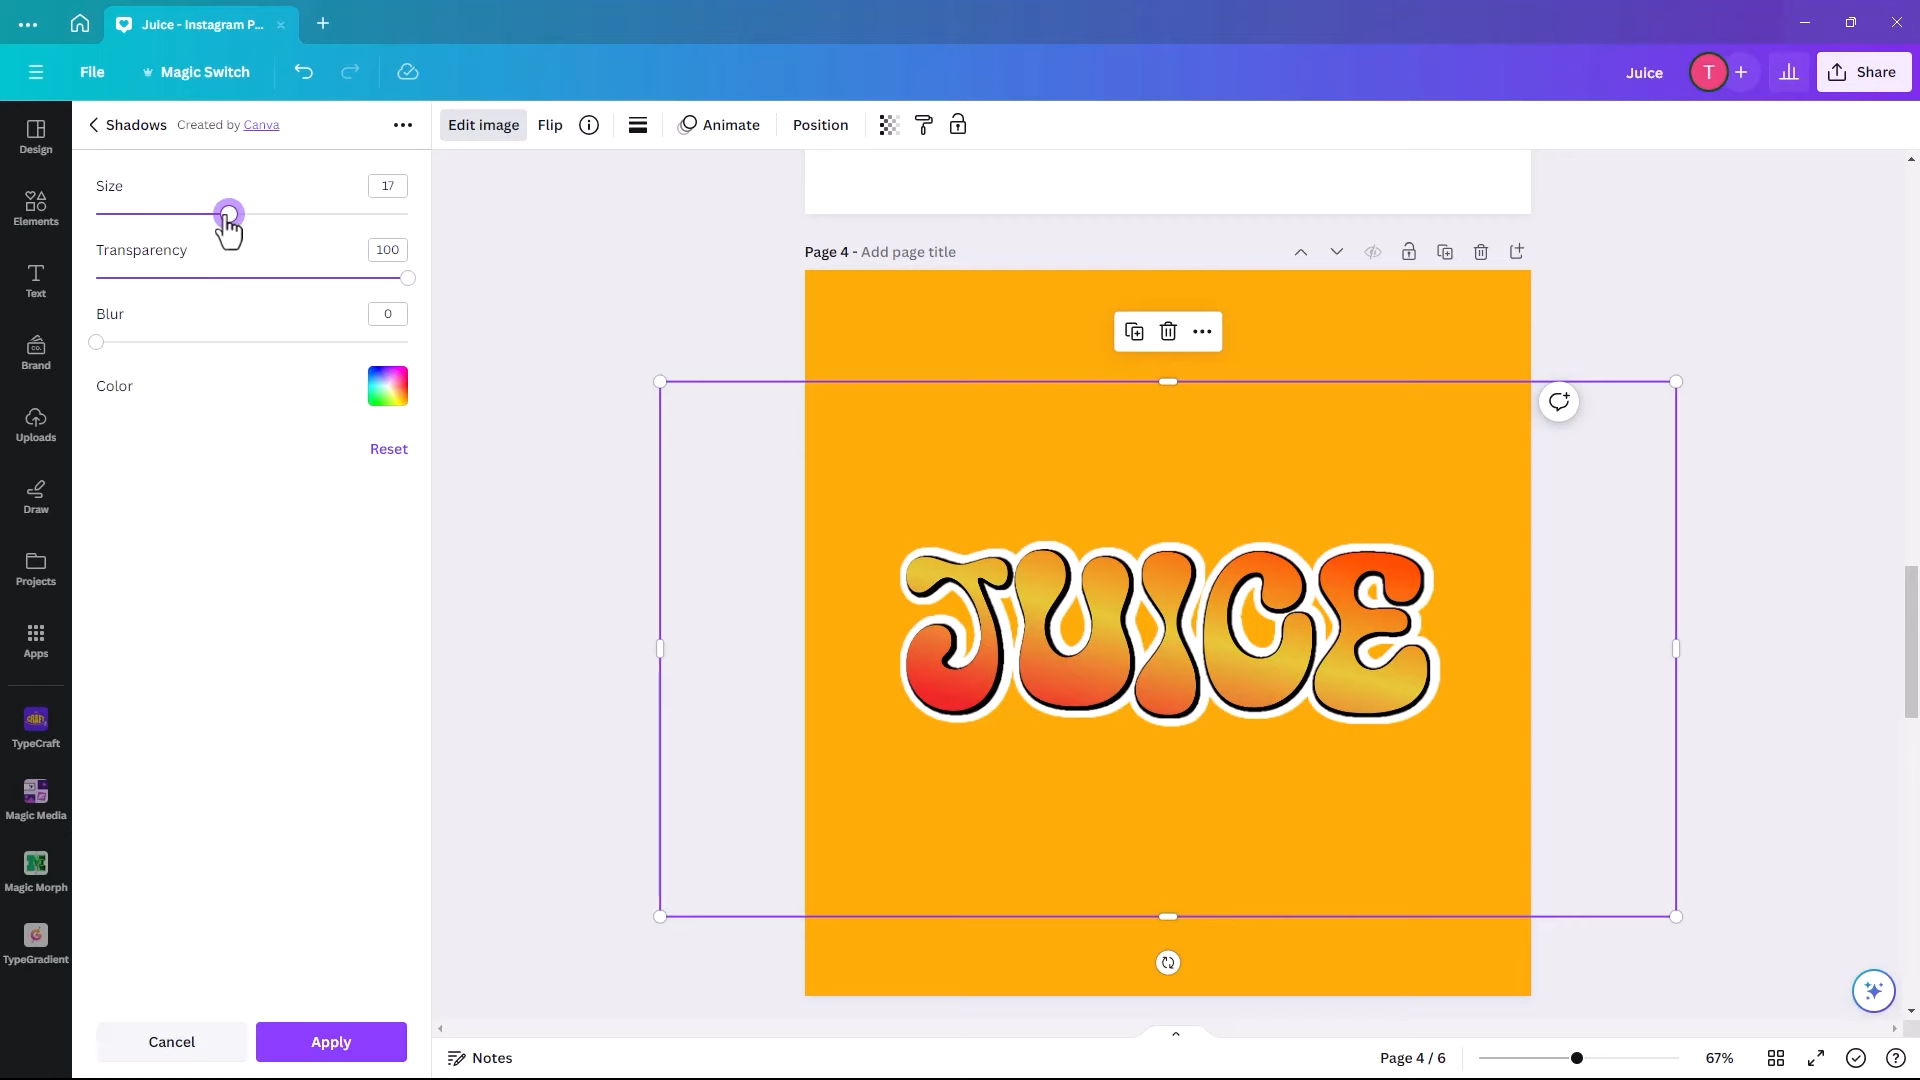 Juice - Instagram P...
File
Magic Switch
Juice
T
Share
Shadows Created by Canva
Edit image
Flip
Animate
Position
Design
Elements
Text
Brand
Uploads
Draw
Projects
Apps
TypeCraft
Magic Media
Magic Morph
TypeGradient
Size
17
Transparency
100
Blur
0
Color
Reset
Cancel
Apply
Page 4 - Add page title
JUICE
Notes
Page 4 / 6
67%